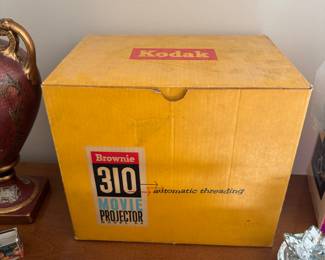 Kodak
Brownie
310
automatic threading
MOVIE
PROJECTOR